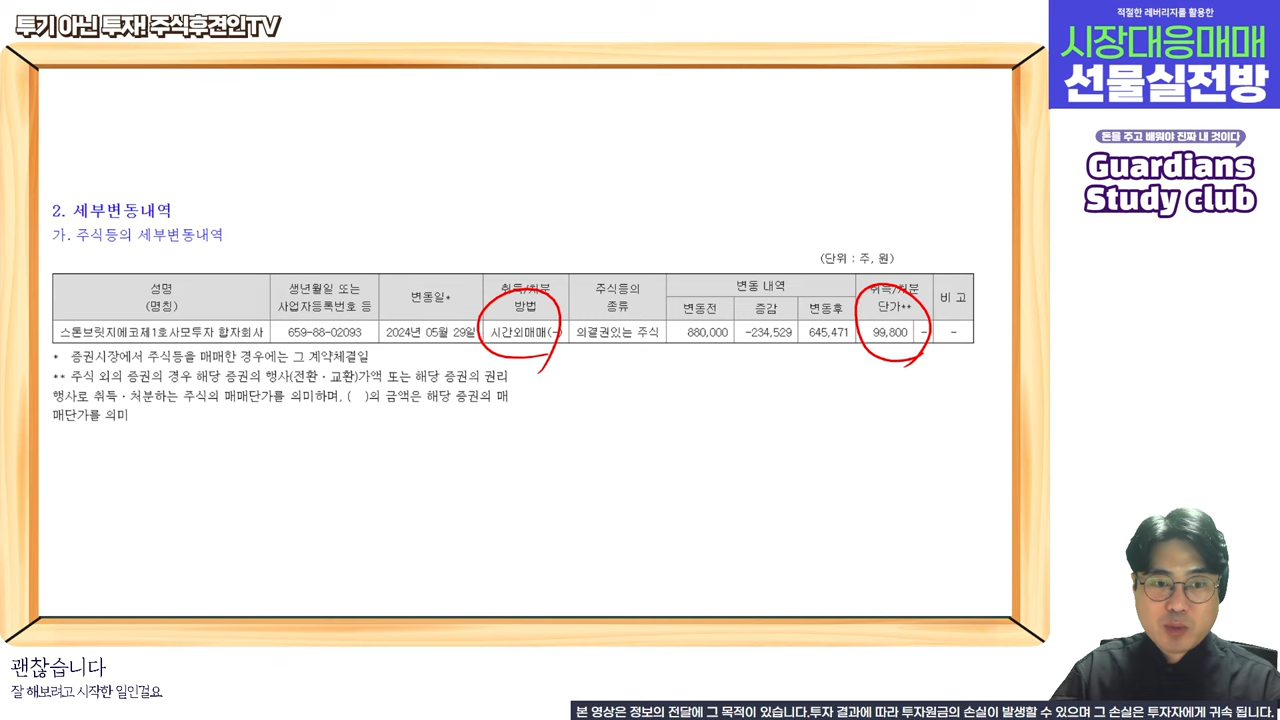 투기 아닌 투자! 주식후견인TV
적절한 레버리지를 활용한
시장대응매매
선물실전방
돈을 주고 배워야 진짜 내 것이다
Guardians
Study club
2. 세부변동내역
가. 주식등의 세부변동내역
(단위 : 주, 원)
성명
(명칭)
생년월일 또는
사업자등록번호 등
변동일*
취득/처분
방법
주식등의
종류
변동 내역
변동전
증감
변동후
취득/처분
단가**
비 고
스톤브릿지에코제1호사모투자 합자회사 659-88-02093 2024년 05월 29일 시간외매매(-) 의결권있는 주식 880,000 -234,529 645,471 99,800 - -
* 증권시장에서 주식등을 매매한 경우에는 그 계약체결일
** 주식 외의 증권의 경우 해당 증권의 행사(전환·교환)가액 또는 해당 증권의 권리
행사로 취득·처분하는 주식의 매매단가를 의미하며, ( )의 금액은 해당 증권의 매
매단가를 의미
괜찮습니다
잘 해보려고 시작한 일인걸요
본 영상은 정보의 전달에 그 목적이 있습니다.투자 결과에 따라 투자원금의 손실이 발생할 수 있으며 그 손실은 투자자에게 귀속 됩니다.